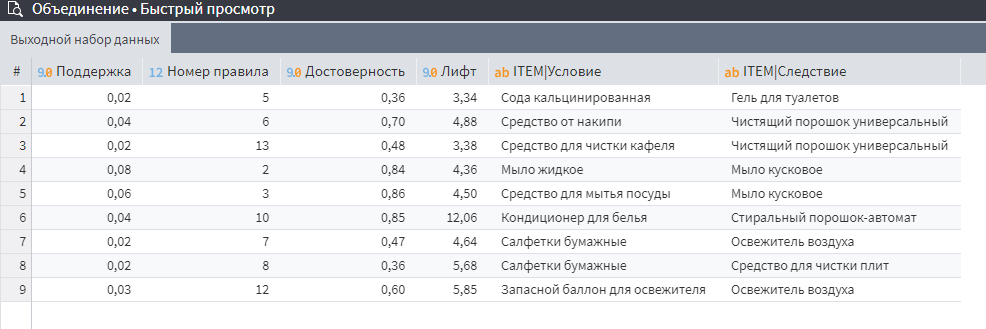 Объединение • Быстрый просмотр
Выходной набор данных
# 9.0 Поддержка 12 Номер правила 9.0 Достоверность 9.0 Лифт ab ITEM|Условие ab ITEM|Следствие
1 0,02 5 0,36 3,34 Сода кальцинированная Гель для туалетов
2 0,04 6 0,70 4,88 Средство от накипи Чистящий порошок универсальный
3 0,02 13 0,48 3,38 Средство для чистки кафеля Чистящий порошок универсальный
4 0,08 2 0,84 4,36 Мыло жидкое Мыло кусковое
5 0,06 3 0,86 4,50 Средство для мытья посуды Мыло кусковое
6 0,04 10 0,85 12,06 Кондиционер для белья Стиральный порошок-автомат
7 0,02 7 0,47 4,64 Салфетки бумажные Освежитель воздуха
8 0,02 8 0,36 5,68 Салфетки бумажные Средство для чистки плит
9 0,03 12 0,60 5,85 Запасной баллон для освежителя Освежитель воздуха